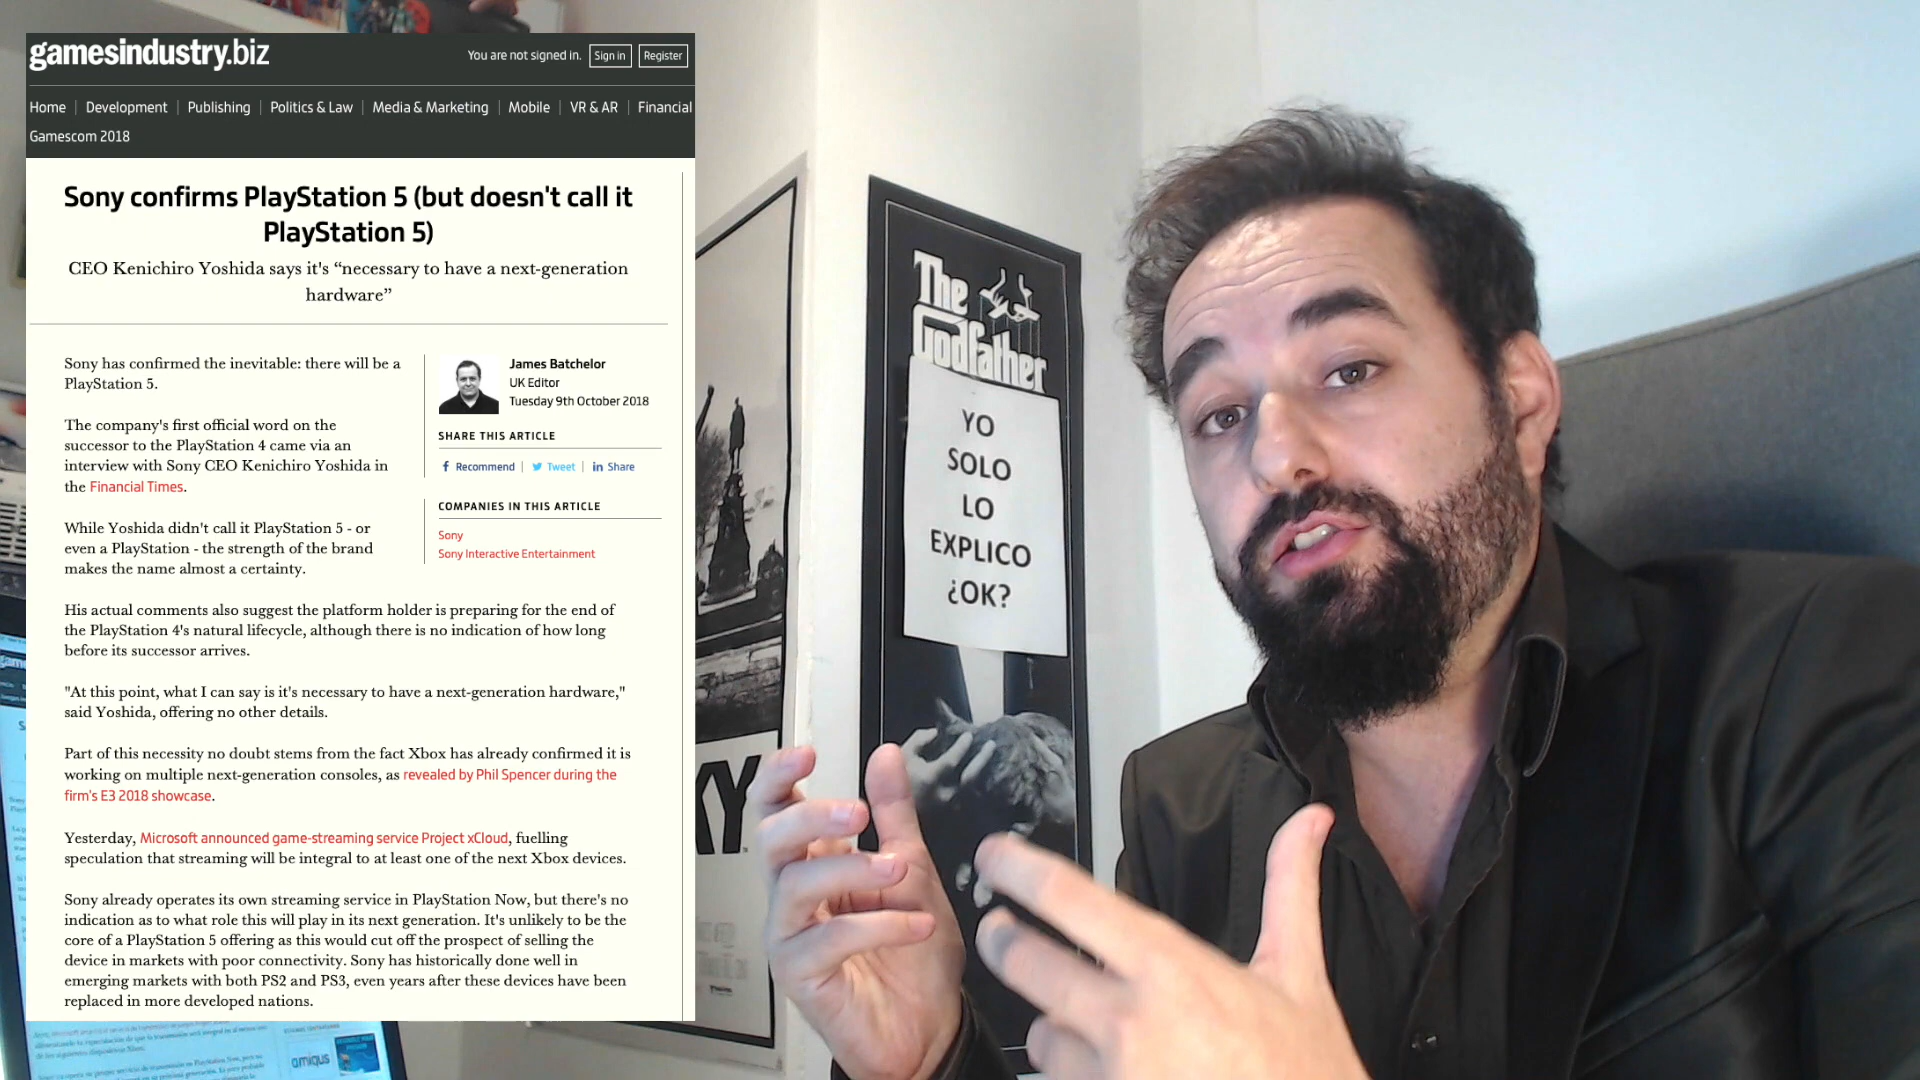 gamesindustry.biz
You are not signed in. Sign in Register
Home Development Publishing Politics & Law Media & Marketing Mobile VR & AR Financial
Gamescom 2018
Sony confirms PlayStation 5 (but doesn't call it
PlayStation 5)
CEO Kenichiro Yoshida says it's “necessary to have a next-generation
hardware”
Sony has confirmed the inevitable: there will be a
PlayStation 5.
The company's first official word on the
successor to the PlayStation 4 came via an
interview with Sony CEO Kenichiro Yoshida in
the Financial Times.
While Yoshida didn't call it PlayStation 5 - or
even a PlayStation - the strength of the brand
makes the name almost a certainty.
James Batchelor
UK Editor
Tuesday 9th October 2018
SHARE THIS ARTICLE
Recommend Tweet Share
COMPANIES IN THIS ARTICLE
Sony
Sony Interactive Entertainment
His actual comments also suggest the platform holder is preparing for the end of
the PlayStation 4's natural lifecycle, although there is no indication of how long
before its successor arrives.
"At this point, what I can say is it's necessary to have a next-generation hardware,"
said Yoshida, offering no other details.
Part of this necessity no doubt stems from the fact Xbox has already confirmed it is
working on multiple next-generation consoles, as revealed by Phil Spencer during the
firm's E3 2018 showcase.
Yesterday, Microsoft announced game-streaming service Project xCloud, fuelling
speculation that streaming will be integral to at least one of the next Xbox devices.
Sony already operates its own streaming service in PlayStation Now, but there's no
indication as to what role this will play in its next generation. It's unlikely to be the
core of a PlayStation 5 offering as this would cut off the prospect of selling the
device in markets with poor connectivity. Sony has historically done well in
emerging markets with both PS2 and PS3, even years after these devices have been
replaced in more developed nations.
The
Godfather
YO
SOLO
LO
EXPLICO
¿OK?
amiqus